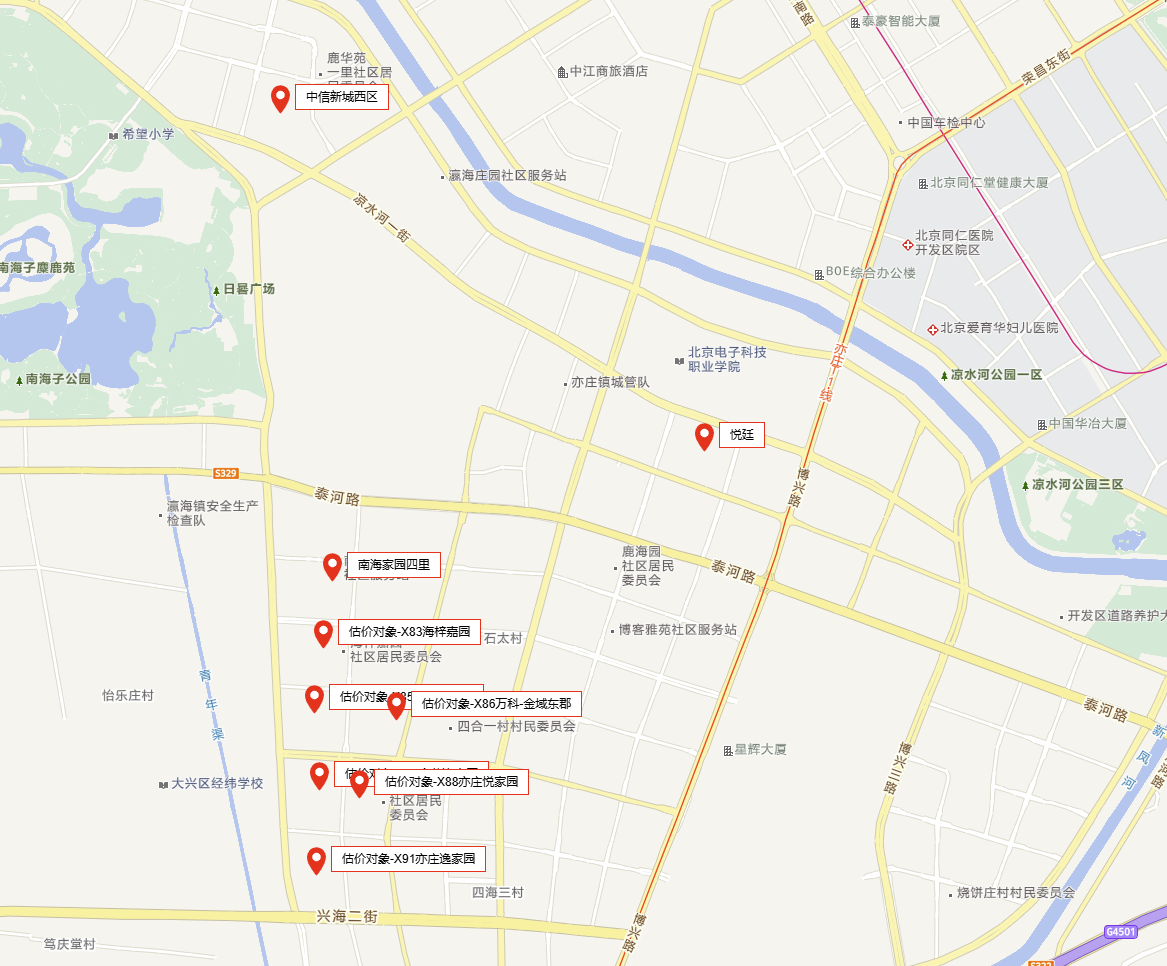 南路
泰豪智能大厦
鹿华苑
一里社区居
中江商旅酒店
荣昌东街
中信新城西区
中国车检中心
希望小学
瀛海庄园社区服务站
北京同仁堂健康大厦
凉水河一街
北京同仁医院
开发区院区
南海子麋鹿苑
BOE综合办公楼
日晷广场
北京爱育华妇儿医院
北京电子科技
职业学院
亦庄T1线
南海子公园
亦庄镇城管队
凉水河公园一区
中国华冶大厦
悦廷
S329
博兴路
凉水河公园三区
泰河路
瀛海镇安全生产
检查队
南海家园四里
鹿海园
社区居民
委员会
泰河路
开发区道路养护大
估价对象-X83海梓嘉园
石太村
博客雅苑社区服务站
社区居民委员会
青年渠
怡乐庄村
估价对象-X85
估价对象-X86万科-金域东郡
泰河路
四合一村村民委员会
新凤河
河路
星辉大厦
博兴三路
大兴区经纬学校
估价对
估价对象-X88亦庄悦家园
社区居民
委员会
估价对象-X91亦庄逸家园
四海三村
烧饼庄村村民委员会
兴海二街
博兴路
G4501
笃庆堂村